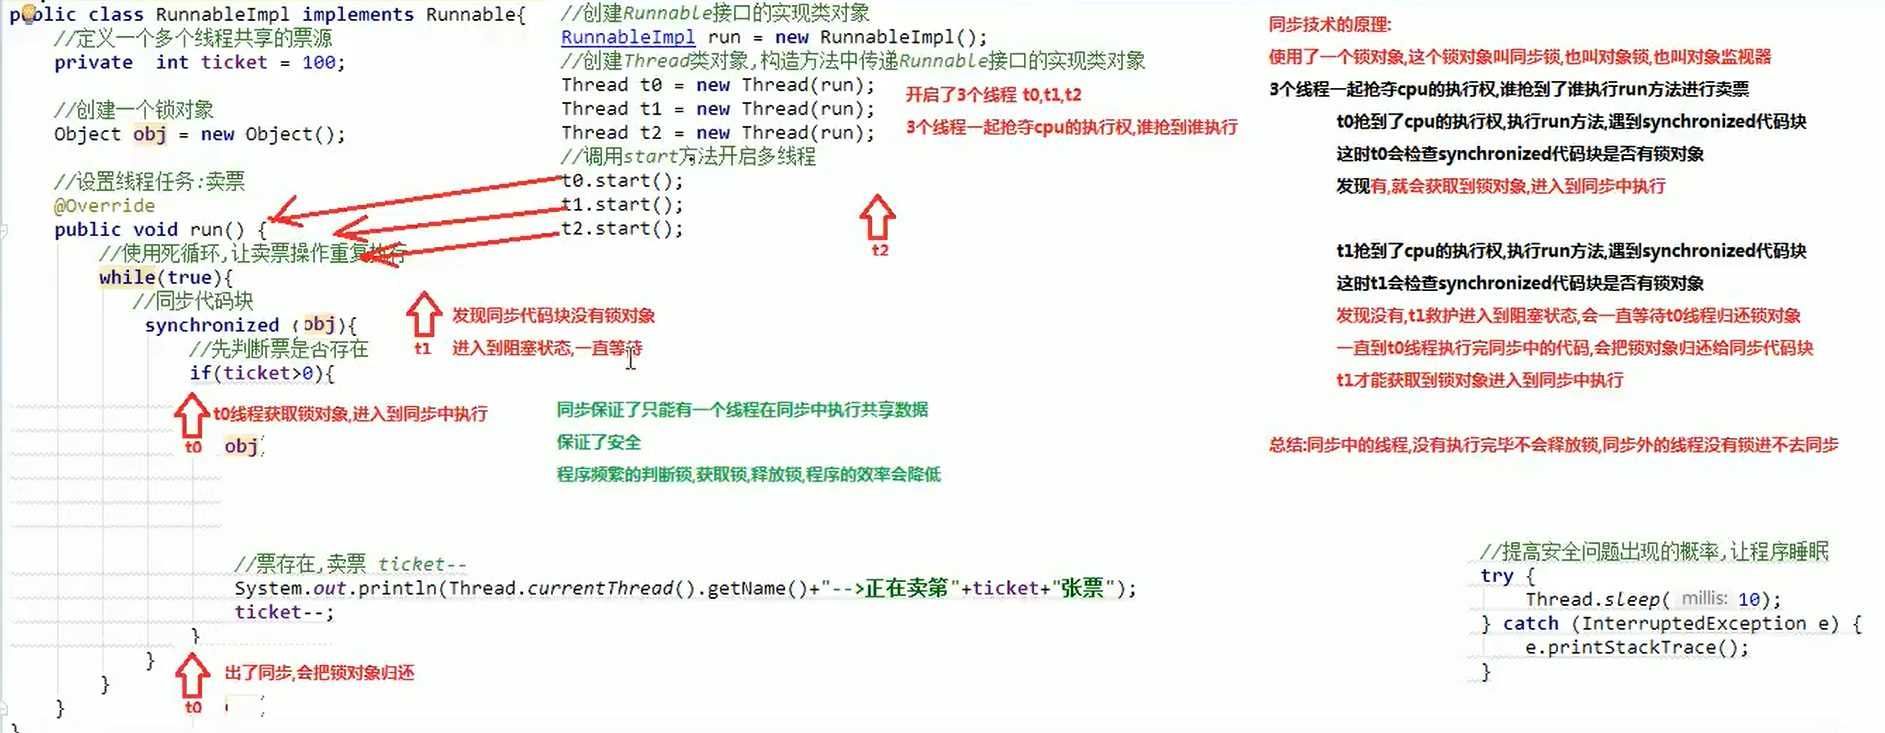 public class RunnableImpl implements Runnable{
//定义一个多个线程共享的票源
private int ticket = 100;
//创建一个锁对象
Object obj = new Object();
//设置线程任务:卖票
@Override
public void run() {
//使用死循环,让卖票操作重复执行
while(true){
//同步代码块
synchronized (obj){
//先判断票是否存在
if(ticket>0){
t0线程获取锁对象,进入到同步中执行
t0
obj
//票存在,卖票 ticket--
System.out.println(Thread.currentThread().getName()+"-->正在卖第"+ticket+"张票");
ticket--;
}
}
出了同步,会把锁对象归还
t0
}
}
}
//创建Runnable接口的实现类对象
RunnableImpl run = new RunnableImpl();
//创建Thread类对象,构造方法中传递Runnable接口的实现类对象
Thread t0 = new Thread(run);
Thread t1 = new Thread(run);
Thread t2 = new Thread(run);
//调用start方法开启多线程
t0.start();
t1.start();
t2.start();
开启了3个线程 t0,t1,t2
3个线程一起抢夺cpu的执行权,谁抢到谁执行
t2
发现同步代码块没有锁对象
进入到阻塞状态,一直等待
t1
同步保证了只能有一个线程在同步中执行共享数据
保证了安全
程序频繁的判断锁,获取锁,释放锁,程序的效率会降低
同步技术的原理:
使用了一个锁对象,这个锁对象叫同步锁,也叫对象锁,也叫对象监视器
3个线程一起抢夺cpu的执行权,谁抢到了谁执行run方法进行卖票
t0抢到了cpu的执行权,执行run方法,遇到synchronized代码块
这时t0会检查synchronized代码块是否有锁对象
发现有,就会获取到锁对象,进入到同步中执行
t1抢到了cpu的执行权,执行run方法,遇到synchronized代码块
这时t1会检查synchronized代码块是否有锁对象
发现没有,t1救护进入到阻塞状态,会一直等待t0线程归还锁对象
一直到t0线程执行完同步中的代码,会把锁对象归还给同步代码块
t1才能获取到锁对象进入到同步中执行
总结:同步中的线程,没有执行完毕不会释放锁,同步外的线程没有锁进不去同步
//提高安全问题出现的概率,让程序睡眠
try {
Thread.sleep( millis: 10);
} catch (InterruptedException e) {
e.printStackTrace();
}